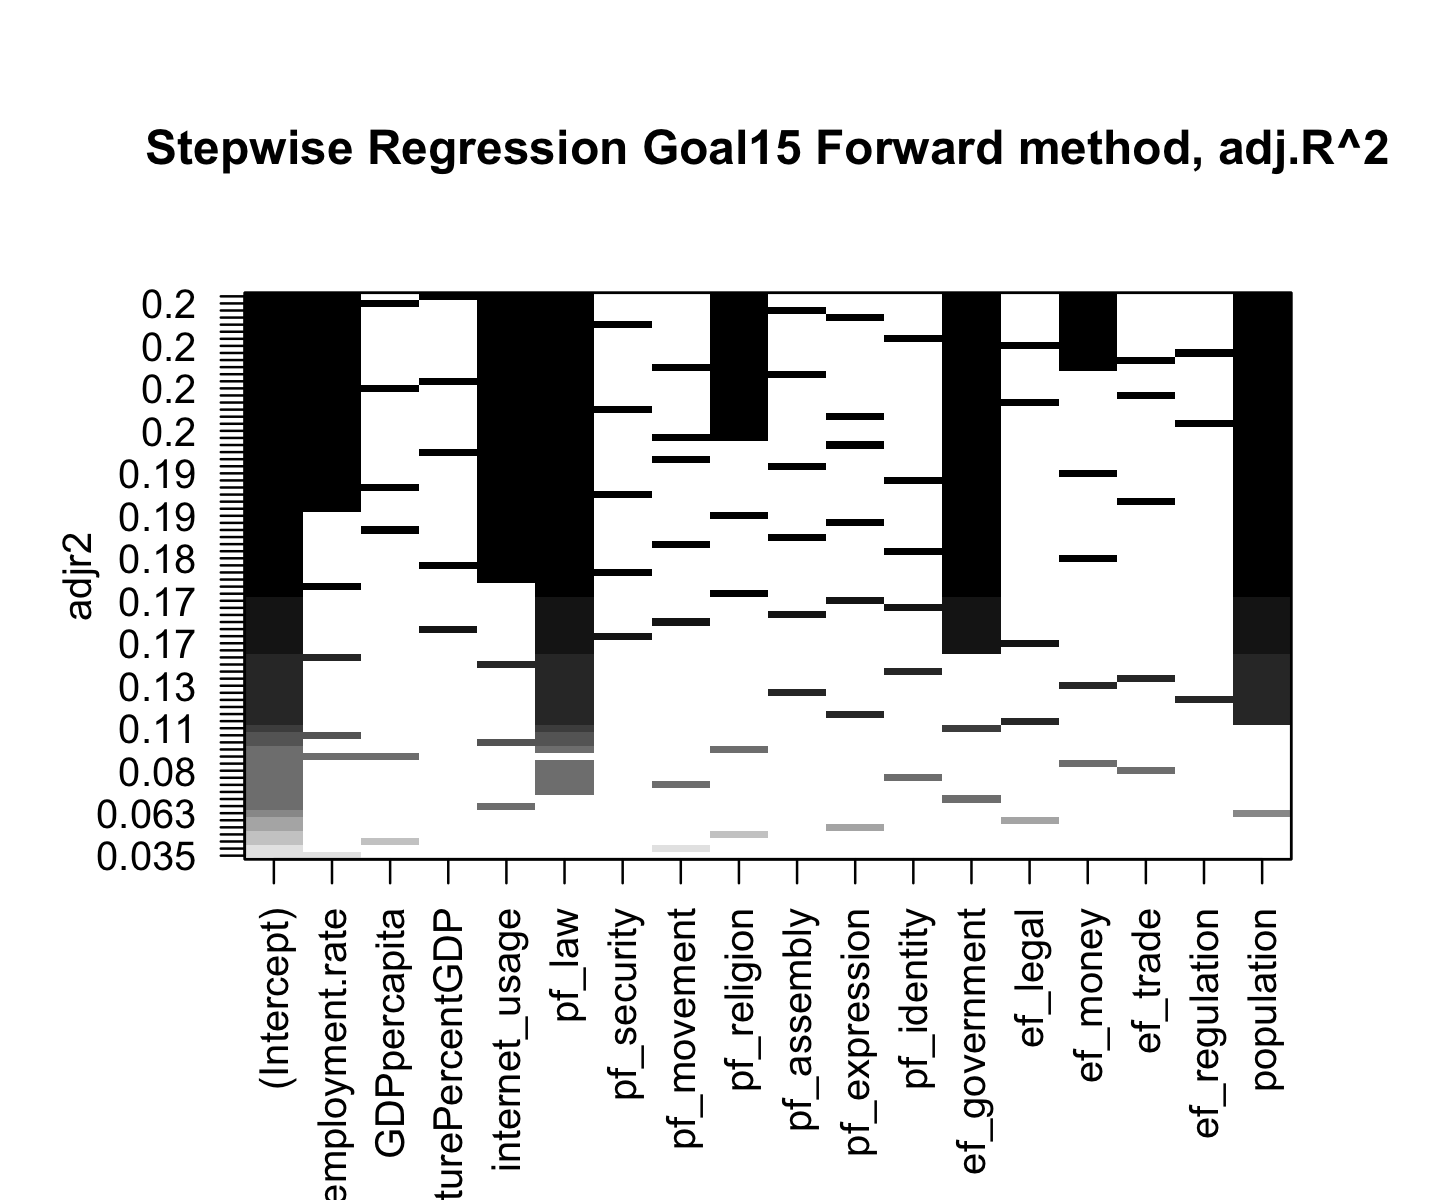 Stepwise Regression Goal15 Forward method, adj.R^2
adjr2
0.2
0.2
0.2
0.2
0.19
0.19
0.18
0.17
0.17
0.13
0.11
0.08
0.063
0.035
(Intercept)
employment.rate
GDPpercapita
turePercentGDP
internet_usage
pf_law
pf_security
pf_movement
pf_religion
pf_assembly
pf_expression
pf_identity
ef_government
ef_legal
ef_money
ef_trade
ef_regulation
population